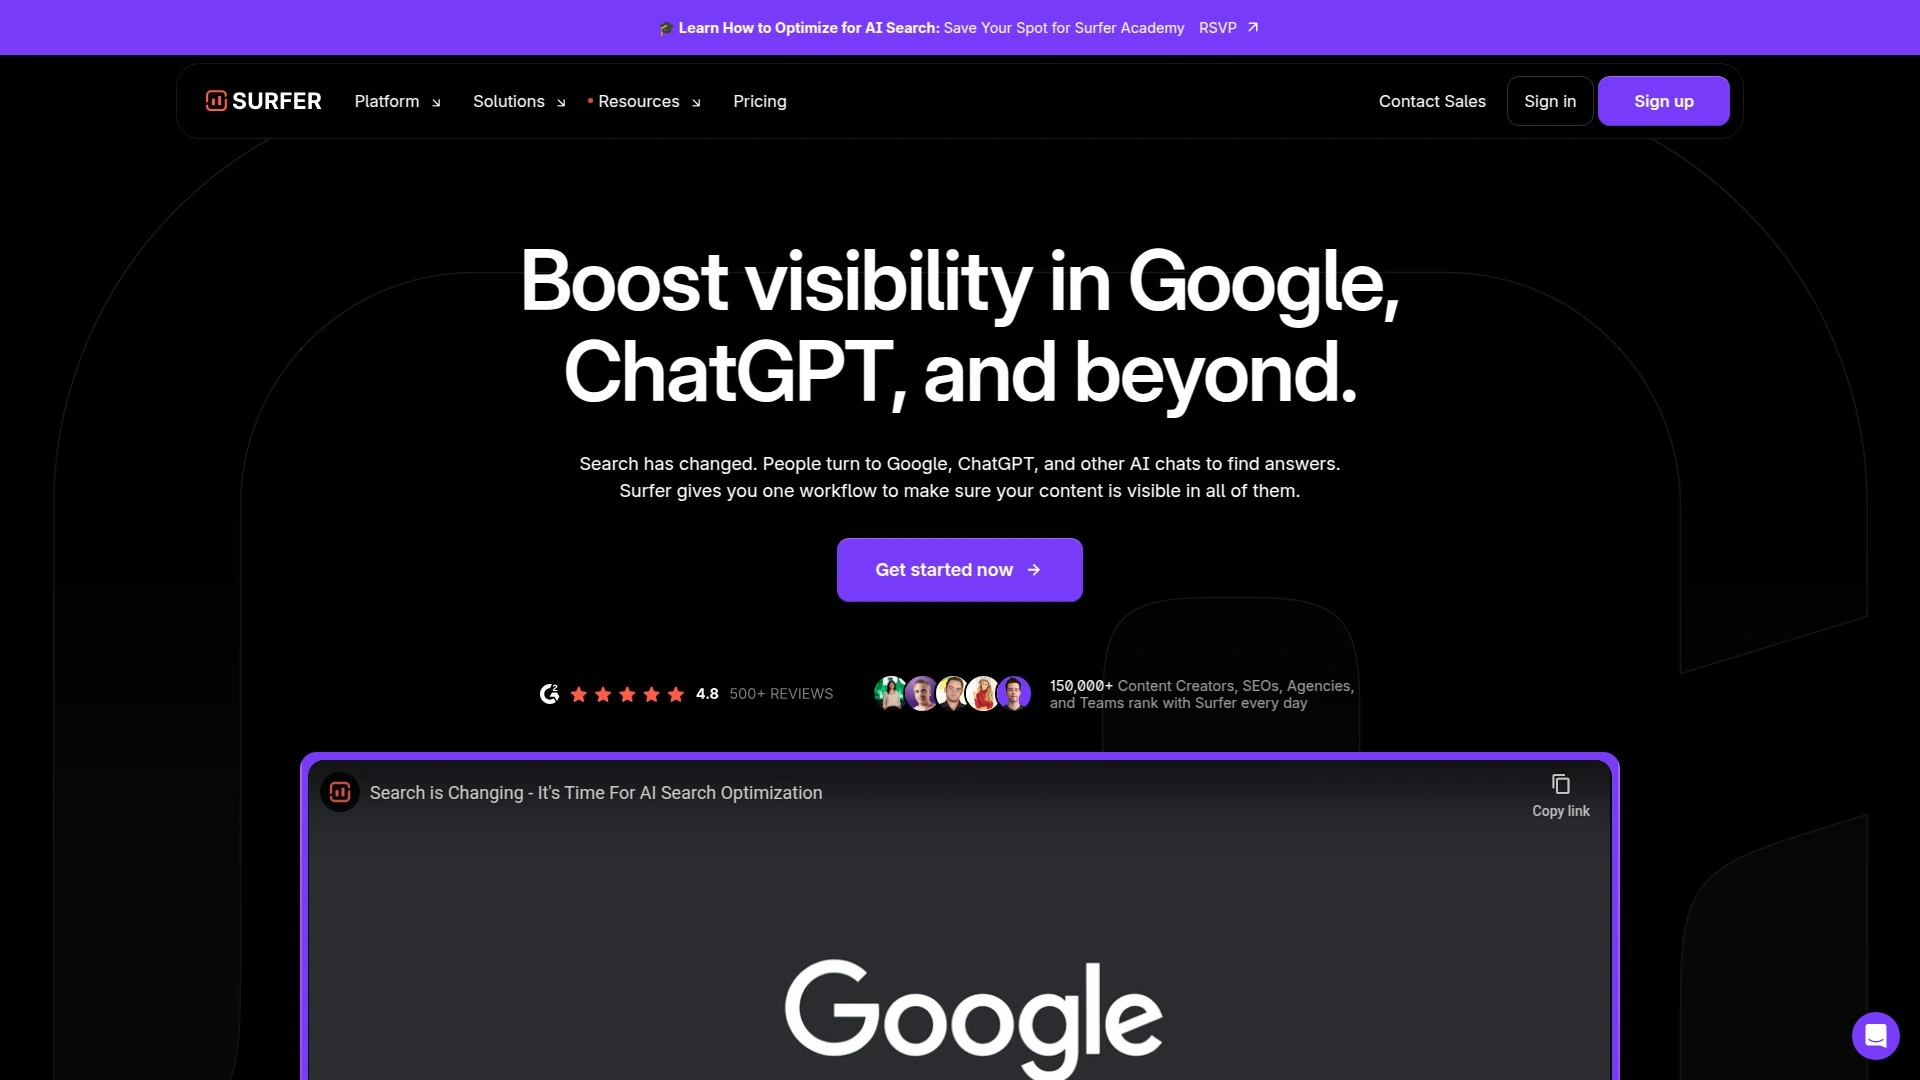 Learn How to Optimize for AI Search: Save Your Spot for Surfer Academy RSVP
SURFER
Platform
Solutions
Resources
Pricing
Contact Sales
Sign in
Sign up
Boost visibility in Google,
ChatGPT, and beyond.
Search has changed. People turn to Google, ChatGPT, and other AI chats to find answers.
Surfer gives you one workflow to make sure your content is visible in all of them.
Get started now
G2
4.8 500+ REVIEWS
150,000+ Content Creators, SEOs, Agencies,
and Teams rank with Surfer every day
Search is Changing - It's Time For AI Search Optimization
Copy link
Google